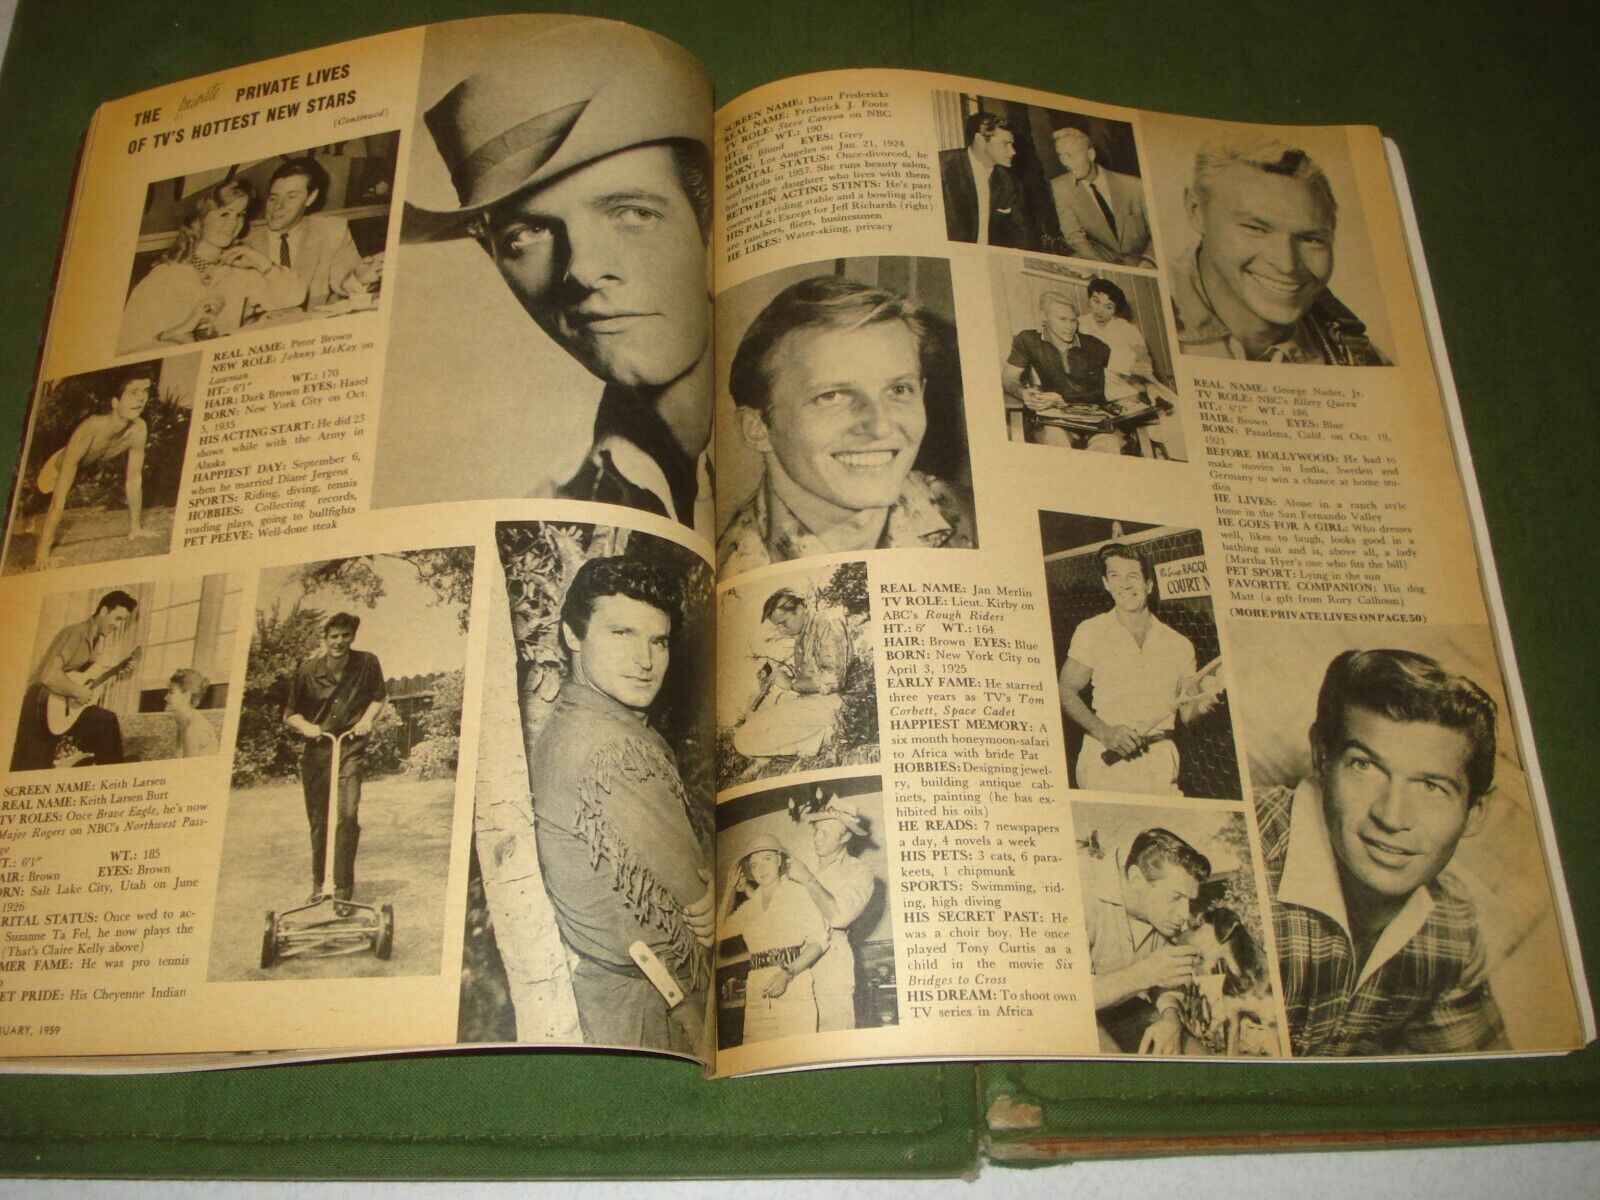 THE private PRIVATE LIVES
OF TV'S HOTTEST NEW STARS
(Continued)
REAL NAME: Peter Brown
NEW ROLE: Johnny McKay on
Lawman
HT.: 6'1" WT.: 170
HAIR: Dark Brown EYES: Hazel
BORN: New York City on Oct.
5, 1935
HIS ACTING START: He did 23
shows while with the Army in
Alaska
HAPPIEST DAY: September 6,
when he married Diane Jergens
SPORTS: Riding, diving, tennis
HOBBIES: Collecting records,
reading plays, going to bullfights
PET PEEVE: Well-done steak
SCREEN NAME: Keith Larsen
REAL NAME: Keith Larsen Burt
TV ROLES: Once Brave Eagle, he's now
Major Rogers on NBC's Northwest Pass-
ge
T.: 6'1" WT.: 185
AIR: Brown EYES: Brown
ORN: Salt Lake City, Utah on June
1926
RITAL STATUS: Once wed to ac-
Suzanne Ta Fel, he now plays the
(That's Claire Kelly above)
MER FAME: He was pro tennis
ET PRIDE: His Cheyenne Indian
UARY, 1959
SCREEN NAME: Dean Fredericks
REAL NAME: Frederick J. Foote
TV ROLE: Steve Canyon on NBC
HT.: 6'3" WT.: 190
HAIR: Blond EYES: Grey
BORN: Los Angeles on Jan. 21, 1924
MARITAL STATUS: Once-divorced, he
wed Myda in 1957. She runs beauty salon,
has teen-age daughter who lives with them
BETWEEN ACTING STINTS: He's part
owner of a riding stable and a bowling alley
HIS PALS: Except for Jeff Richards (right)
are ranchers, fliers, businessmen
HE LIKES: Water-skiing, privacy
REAL NAME: Jan Merlin
TV ROLE: Lieut. Kirby on
ABC's Rough Riders
HT.: 6' WT.: 164
HAIR: Brown EYES: Blue
BORN: New York City on
April 3, 1925
EARLY FAME: He starred
three years as TV's Tom
Corbett, Space Cadet
HAPPIEST MEMORY: A
six month honeymoon-safari
to Africa with bride Pat
HOBBIES: Designing jewel-
ry, building antique cab-
inets, painting (he has ex-
hibited his oils)
HE READS: 7 newspapers
a day, 4 novels a week
HIS PETS: 3 cats, 6 para-
keets, 1 chipmunk
SPORTS: Swimming, rid-
ing, high diving
HIS SECRET PAST: He
was a choir boy. He once
played Tony Curtis as a
child in the movie Six
Bridges to Cross
HIS DREAM: To shoot own
TV series in Africa
RACQ
COURT
REAL NAME: George Nader, Jr.
TV ROLE: NBC's Ellery Queen
HT.: 6'1" WT.: 186
HAIR: Brown EYES: Blue
BORN: Pasadena, Calif. on Oct. 19,
1921
BEFORE HOLLYWOOD: He had to
make movies in India, Sweden and
Germany to win a chance at home stu-
dios
HE LIVES: Alone in a ranch style
home in the San Fernando Valley
HE GOES FOR A GIRL: Who dresses
well, likes to laugh, looks good in a
bathing suit and is, above all, a lady
(Martha Hyer's one who fits the bill)
PET SPORT: Lying in the sun
FAVORITE COMPANION: His dog
Matt (a gift from Rory Calhoun)
(MORE PRIVATE LIVES ON PAGE 50)